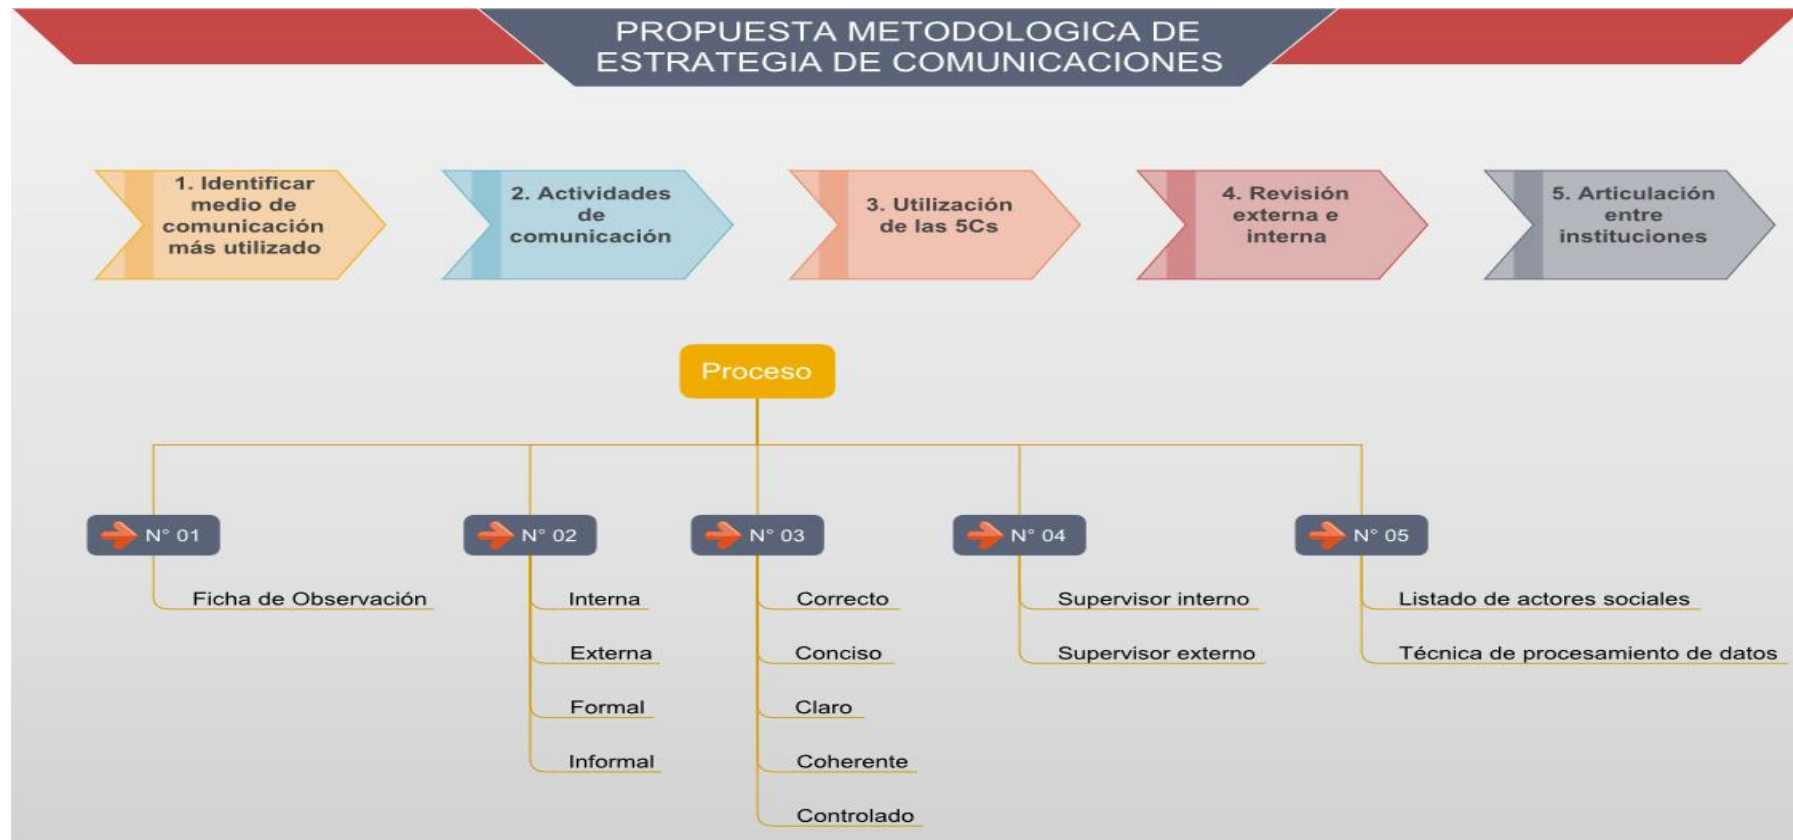 PROPUESTA METODOLOGICA DE
ESTRATEGIA DE COMUNICACIONES
1. Identificar
medio de
comunicación
más utilizado
2. Actividades
de
comunicación
3. Utilización
de las 5Cs
4. Revisión
externa e
interna
5. Articulación
entre
instituciones
Proceso
N° 01
Ficha de Observación
N° 02
Interna
Externa
Formal
Informal
N° 03
Correcto
Conciso
Claro
Coherente
Controlado
N° 04
Supervisor interno
Supervisor externo
N° 05
Listado de actores sociales
Técnica de procesamiento de datos